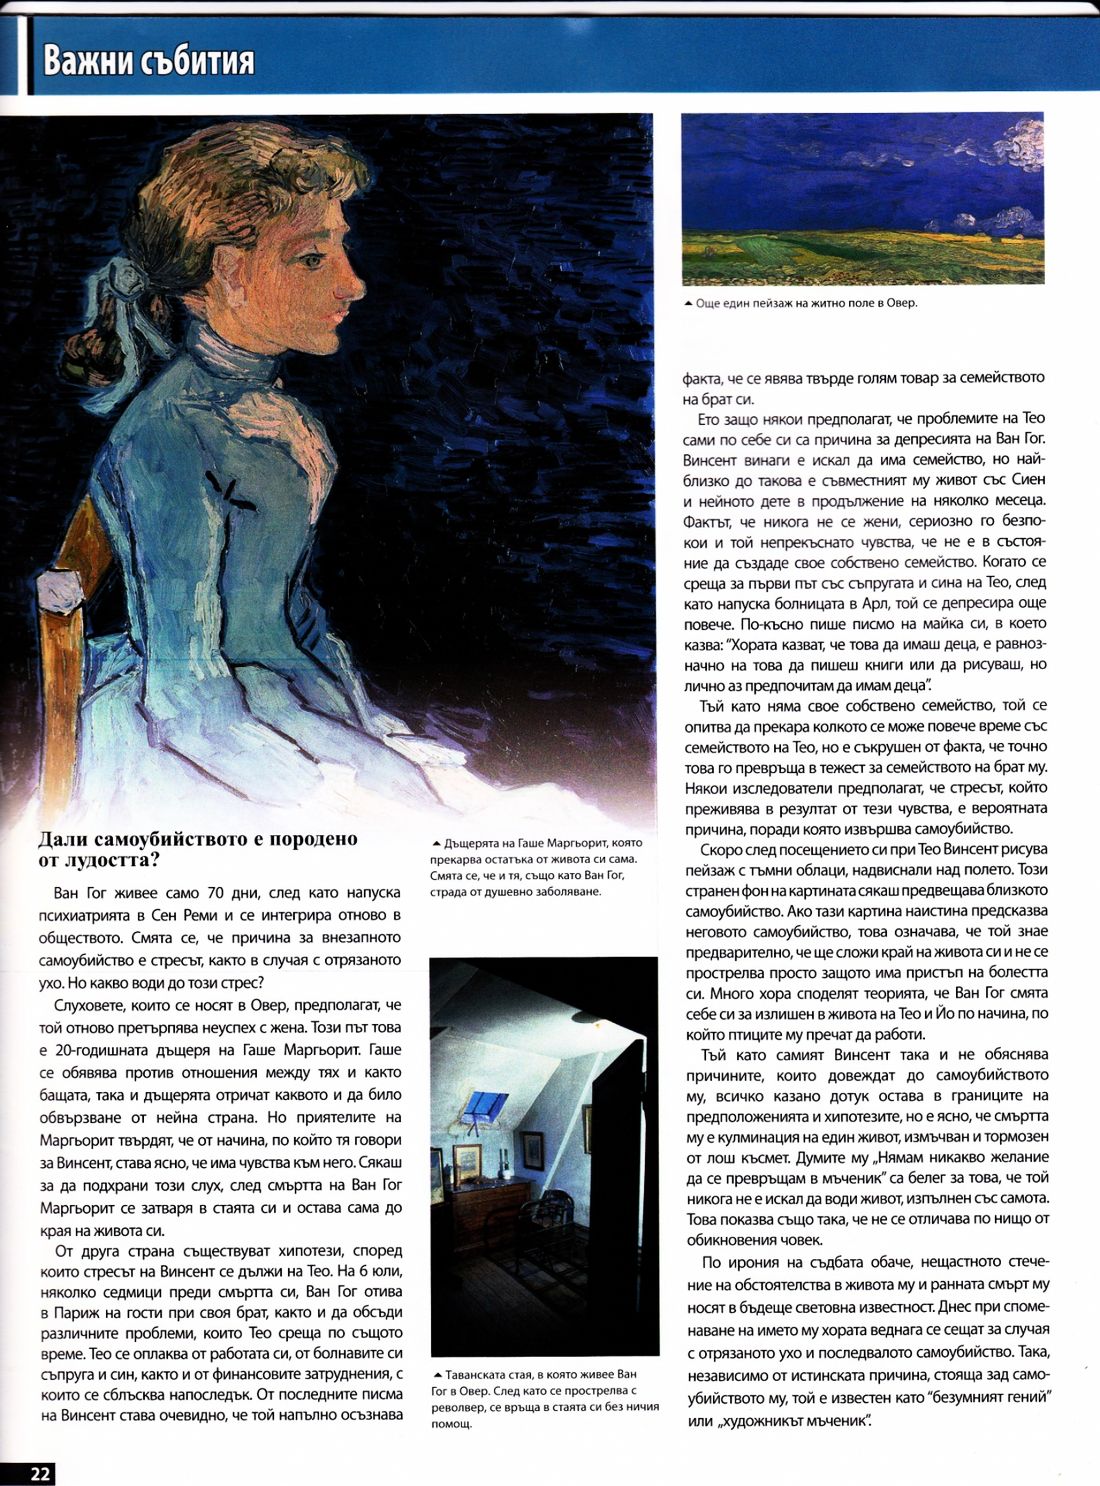 Важни събития
Още един пейзаж на житно поле в Овер.
Дали самоубийството е породено
от лудостта?
Ван Гог живее само 70 дни, след като напуска
психиатрията в Сен Реми и се интегрира отново в
обществото. Смята се, че причина за внезапното
самоубийство е стресът, както в случая с отрязаното
ухо. Но какво води до този стрес?
Слуховете, които се носят в Овер, предполагат, че
той отново претърпява неуспех с жена. Този път това
е 20-годишната дъщеря на Гаше Маргьорит. Гаше
се обявява против отношения между тях и както
бащата, така и дъщерята отричат каквото и да било
обвързване от нейна страна. Но приятелите на
Маргьорит твърдят, че от начина, по който тя говори
за Винсент, става ясно, че има чувства към него. Сякаш
за да подхрани този слух, след смъртта на Ван Гог
Маргьорит се затваря в стаята си и остава сама до
края на живота си.
От друга страна съществуват хипотези, според
които стресът на Винсент се дължи на Тео. На 6 юли,
няколко седмици преди смъртта си, Ван Гог отива
в Париж на гости при своя брат, както и да обсъди
различните проблеми, които Тео среща по същото
време. Тео се оплаква от работата си, от болнавите си
съпруга и син, както и от финансовите затруднения, с
които се сблъсква напоследък. От последните писма
на Винсент става очевидно, че той напълно осъзнава
Дъщерята на Гаше Маргьорит, която
прекарва остатъка от живота си сама.
Смята се, че и тя, също като Ван Гог,
страда от душевно заболяване.
Таванската стая, в която живее Ван
Гог в Овер. След като се прострелва с
револвер, се връща в стаята си без ничия
помощ.
факта, че се явява твърде голям товар за семейството
на брат си.
Ето защо някои предполагат, че проблемите на Тео
сами по себе си са причина за депресията на Ван Гог.
Винсент винаги е искал да има семейство, но най-
близко до такова е съвместният му живот със Сиен
и нейното дете в продължение на няколко месеца.
Фактът, че никога не се жени, сериозно го безпо-
кои и той непрекъснато чувства, че не е в състоя-
ние да създаде свое собствено семейство. Когато се
среща за първи път със съпругата и сина на Тео, след
като напуска болницата в Арл, той се депресира още
повече. По-късно пише писмо на майка си, в което
казва: “Хората казват, че това да имаш деца, е равноз-
начно на това да пишеш книги или да рисуваш, но
лично аз предпочитам да имам деца”.
Тъй като няма свое собствено семейство, той се
опитва да прекара колкото се може повече време със
семейството на Тео, но е съкрушен от факта, че точно
това го превръща в тежест за семейството на брат му.
Някои изследователи предполагат, че стресът, който
преживява в резултат от тези чувства, е вероятната
причина, поради която извършва самоубийство.
Скоро след посещението си при Тео Винсент рисува
пейзаж с тъмни облаци, надвиснали над полето. Този
странен фон на картината сякаш предвещава близкото
самоубийство. Ако тази картина наистина предсказва
неговото самоубийство, това означава, че той знае
предварително, че ще сложи край на живота си и не се
прострелва просто защото има пристъп на болестта
си. Много хора споделят теорията, че Ван Гог смята
себе си за излишен в живота на Тео и Йо по начина, по
който птиците му пречат да работи.
Тъй като самият Винсент така и не обяснява
причините, които довеждат до самоубийството
му, всичко казано дотук остава в границите на
предположенията и хипотезите, но е ясно, че смъртта
му е кулминация на един живот, измъчван и тормозен
от лош късмет. Думите му „Нямам никакво желание
да се превръщам в мъченик” са белег за това, че той
никога не е искал да води живот, изпълнен със самота.
Това показва също така, че не се отличава по нищо от
обикновения човек.
По ирония на съдбата обаче, нещастното стече-
ние на обстоятелства в живота му и ранната смърт му
носят в бъдеще световна известност. Днес при споме-
наване на името му хората веднага се сещат за случая
с отрязаното ухо и последвалото самоубийство. Така,
независимо от истинската причина, стояща зад само-
убийството му, той е известен като “безумният гений”
или „художникът мъченик”.
22